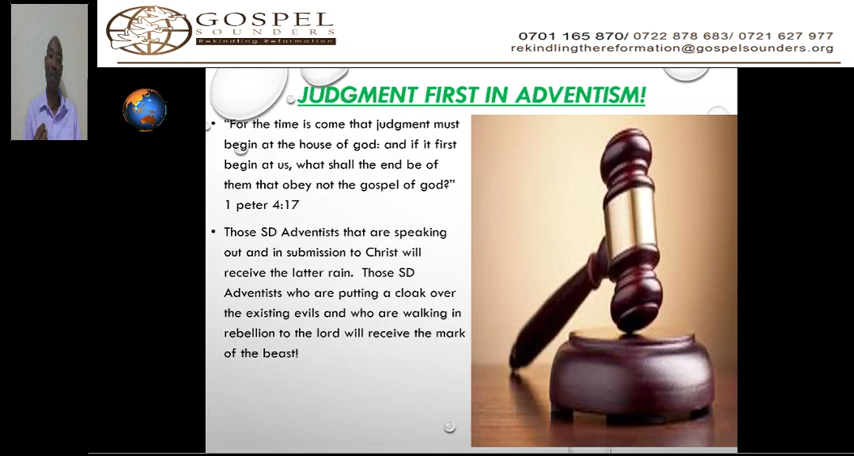 GOSPEL
SOUNDERS
Rekindling Reformation
0701 165 870/ 0722 878 683/ 0721 627 977
rekindlingthereformation@gospelsounders.org
JUDGMENT FIRST IN ADVENTISM!
• "For the time is come that judgment must
begin at the house of god: and if it first
begin at us, what shall the end be of
them that obey not the gospel of god?"
1 peter 4:17
• Those SD Adventists that are speaking
out and in submission to Christ will
receive the latter rain. Those SD
Adventists who are putting a cloak over
the existing evils and who are walking in
rebellion to the lord will receive the mark
of the beast!